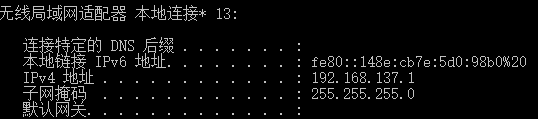 无线局域网适配器 本地连接* 13:
连接特定的 DNS 后缀 . . . . . . . :
本地链接 IPv6 地址. . . . . . . . : fe80::148e:cb7e:5d0:98b0%20
IPv4 地址 . . . . . . . . . . . . : 192.168.137.1
子网掩码  . . . . . . . . . . . . : 255.255.255.0
默认网关. . . . . . . . . . . . . :